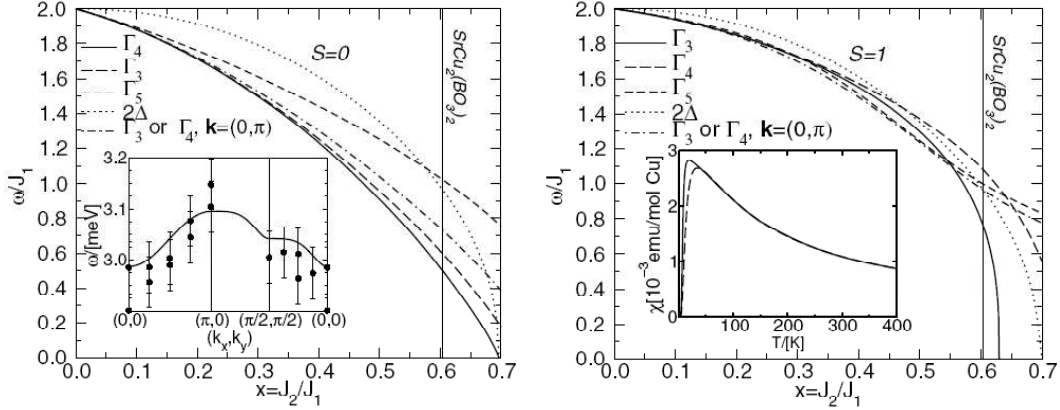 2.0
1.8
1.6
1.4
1.2
1.0
0.8
0.6
0.4
0.2
0.0
ω/J₁
S=0
SrCu₂(BO₃)₂
Γ₄
Γ₃
Γ₅
2Δ
Γ₃ or Γ₄, k=(0,π)
3.2
3.1
3.0
ω/[meV]
(0,0)
(π,0)
(π/2,π/2)
(0,0)
(kₓ,kᵧ)
0.0
0.1
0.2
0.3
0.4
0.5
0.6
0.7
x=J₂/J₁
2.0
1.8
1.6
1.4
1.2
1.0
0.8
0.6
0.4
0.2
0.0
ω/J₁
S=1
SrCu₂(BO₃)₂
Γ₃
Γ₄
Γ₅
2Δ
Γ₃ or Γ₄, k=(0,π)
3
2
1
0
χ[10⁻³ emu/mol Cu]
100
200
300
400
T/[K]
0.0
0.1
0.2
0.3
0.4
0.5
0.6
0.7
x=J₂/J₁